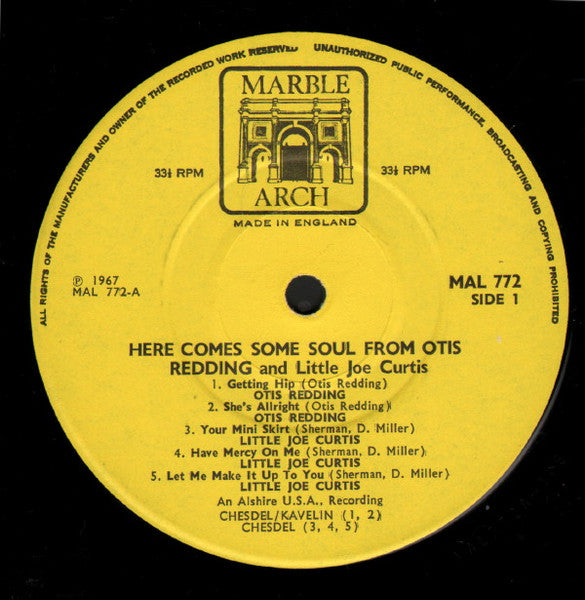 ALL RIGHTS OF THE MANUFACTURERS AND OWNER OF THE RECORDED WORK RESERVED UNAUTHORIZED PUBLIC PERFORMANCE, BROADCASTING AND COPYING PROHIBITED
MARBLE
ARCH
33⅓ RPM 33⅓ RPM
MADE IN ENGLAND
℗ 1967
MAL 772-A
MAL 772
SIDE 1
HERE COMES SOME SOUL FROM OTIS
REDDING and Little Joe Curtis
1. Getting Hip (Otis Redding)
OTIS REDDING
2. She's Allright (Otis Redding)
OTIS REDDING
3. Your Mini Skirt (Sherman, D. Miller)
LITTLE JOE CURTIS
4. Have Mercy On Me (Sherman, D. Miller)
LITTLE JOE CURTIS
5. Let Me Make It Up To You (Sherman, D. Miller)
LITTLE JOE CURTIS
An Alshire U.S.A., Recording
CHESDEL/KAVELIN (1, 2)
CHESDEL (3, 4, 5)